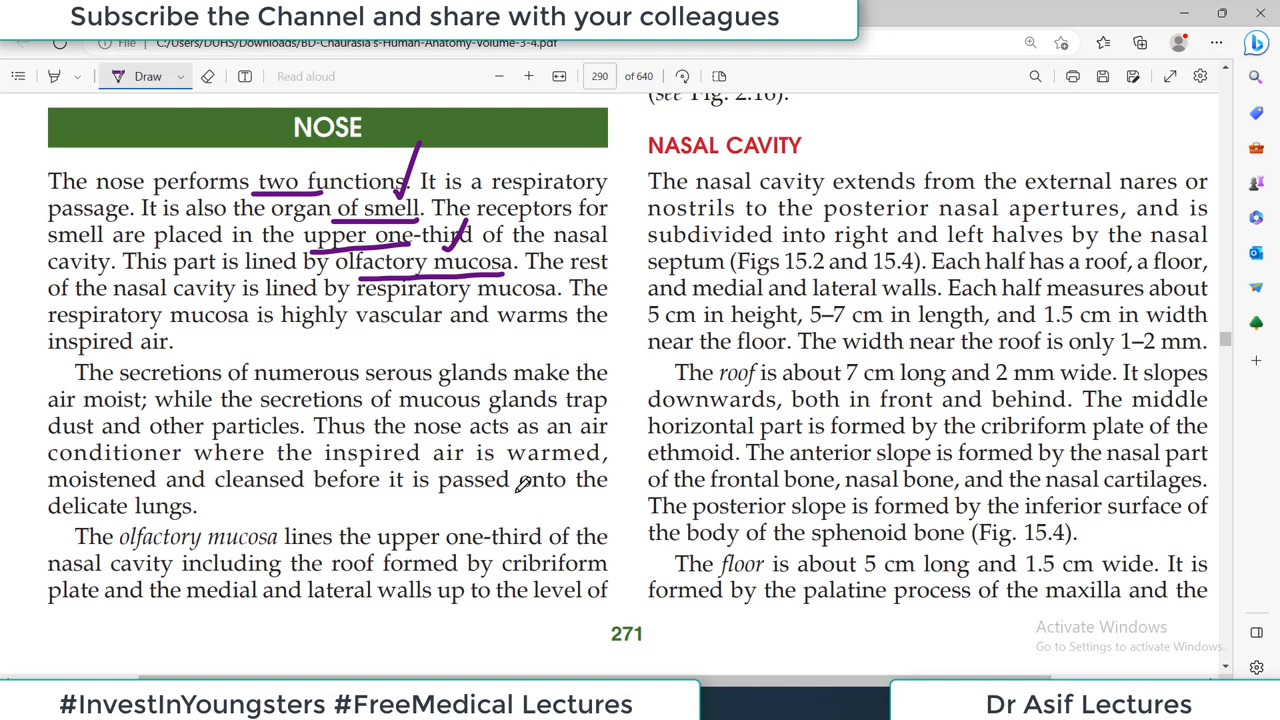 Subscribe the Channel and share with your colleagues
File
C:/Users/DUHS/Downloads/BD-Chaurasia's-Human-Anatomy-Volume-3-4.pdf
Draw
Read aloud
290 of 640
NOSE
The nose performs two functions. It is a respiratory
passage. It is also the organ of smell. The receptors for
smell are placed in the upper one-third of the nasal
cavity. This part is lined by olfactory mucosa. The rest
of the nasal cavity is lined by respiratory mucosa. The
respiratory mucosa is highly vascular and warms the
inspired air.
The secretions of numerous serous glands make the
air moist; while the secretions of mucous glands trap
dust and other particles. Thus the nose acts as an air
conditioner where the inspired air is warmed,
moistened and cleansed before it is passed onto the
delicate lungs.
The olfactory mucosa lines the upper one-third of the
nasal cavity including the roof formed by cribriform
plate and the medial and lateral walls up to the level of
(see Fig. 2.16).
NASAL CAVITY
The nasal cavity extends from the external nares or
nostrils to the posterior nasal apertures, and is
subdivided into right and left halves by the nasal
septum (Figs 15.2 and 15.4). Each half has a roof, a floor,
and medial and lateral walls. Each half measures about
5 cm in height, 5–7 cm in length, and 1.5 cm in width
near the floor. The width near the roof is only 1–2 mm.
The roof is about 7 cm long and 2 mm wide. It slopes
downwards, both in front and behind. The middle
horizontal part is formed by the cribriform plate of the
ethmoid. The anterior slope is formed by the nasal part
of the frontal bone, nasal bone, and the nasal cartilages.
The posterior slope is formed by the inferior surface of
the body of the sphenoid bone (Fig. 15.4).
The floor is about 5 cm long and 1.5 cm wide. It is
formed by the palatine process of the maxilla and the
271
Activate Windows
Go to Settings to activate Windows.
#InvestInYoungsters #FreeMedical Lectures
Dr Asif Lectures